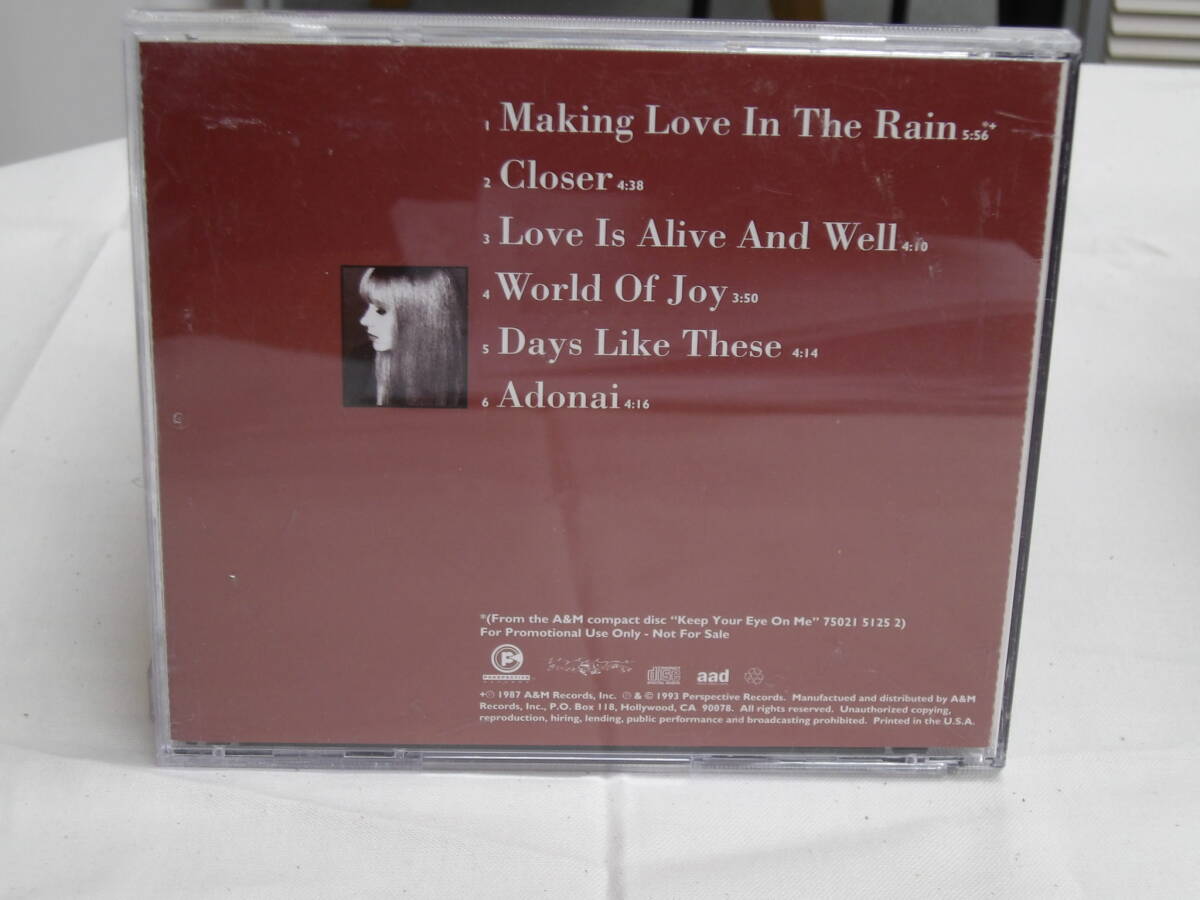 1 Making Love In The Rain 5:56 *+
2 Closer 4:38
3 Love Is Alive And Well 4:10
4 World Of Joy 3:50
5 Days Like These 4:14
6 Adonai 4:16
*(From the A&M compact disc "Keep Your Eye On Me" 75021 5125 2)
For Promotional Use Only - Not For Sale
PERSPECTIVE
disc aad
+℗ 1987 A&M Records, Inc. ℗ & © 1993 Perspective Records. Manufactued and distributed by A&M
Records, Inc., P.O. Box 118, Hollywood, CA 90078. All rights reserved. Unauthorized copying,
reproduction, hiring, lending, public performance and broadcasting prohibited. Printed in the U.S.A.